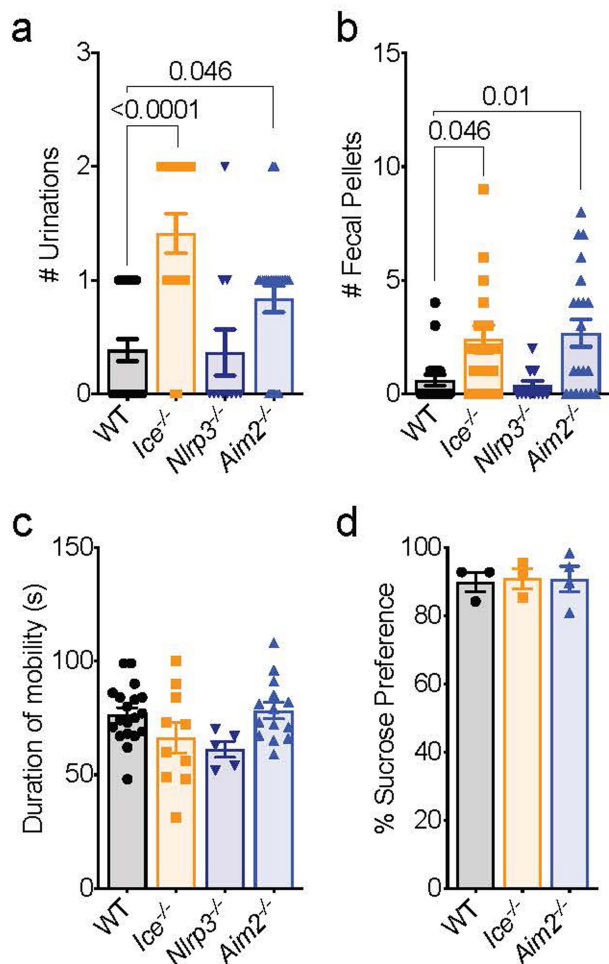 a
# Urinations
3
2
1
0
0.046
<0.0001
WT
Ice-/-
Nlrp3-/-
Aim2-/-
b
# Fecal Pellets
15
10
5
0
0.01
0.046
WT
Ice-/-
Nlrp3-/-
Aim2-/-
c
Duration of mobility (s)
150
100
50
0
WT
Ice-/-
Nlrp3-/-
Aim2-/-
d
% Sucrose Preference
100
80
60
40
20
0
WT
Ice-/-
Aim2-/-